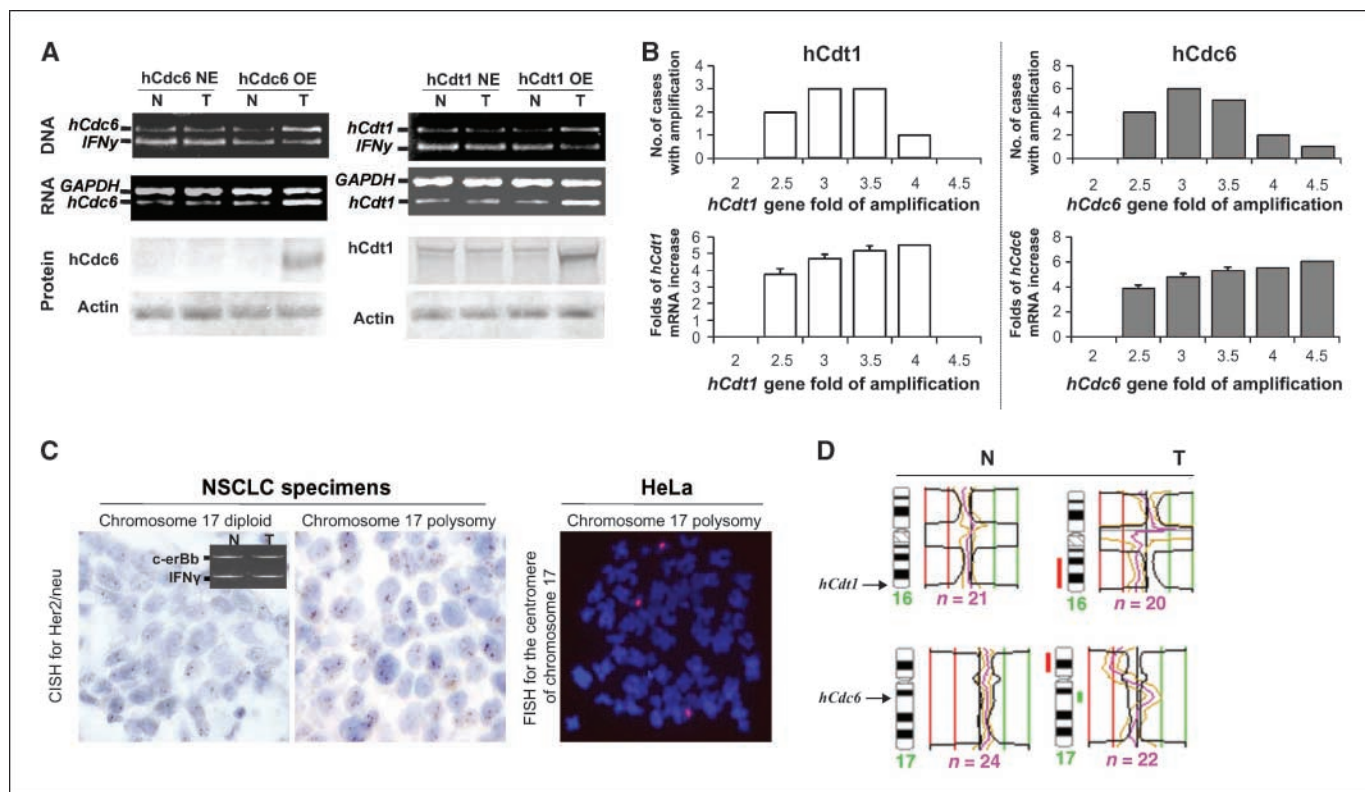 A
hCdc6 NE hCdc6 OE
N T N T
DNA
hCdc6
IFNγ
RNA
GAPDH
hCdc6
Protein
hCdc6
Actin
hCdt1 NE hCdt1 OE
N T N T
hCdt1
IFNγ
GAPDH
hCdt1
hCdt1
Actin
B
hCdt1
No. of cases
with amplification
4
3
2
1
0
2 2.5 3 3.5 4 4.5
hCdt1 gene fold of amplification
Folds of hCdt1
mRNA increase
6
5
4
3
2
1
0
2 2.5 3 3.5 4 4.5
hCdt1 gene fold of amplification
hCdc6
No. of cases
with amplification
8
6
4
2
0
2 2.5 3 3.5 4 4.5
hCdc6 gene fold of amplification
Folds of hCdc6
mRNA increase
8
6
4
2
0
2 2.5 3 3.5 4 4.5
hCdc6 gene fold of amplification
C
NSCLC specimens
Chromosome 17 diploid
Chromosome 17 polysomy
CISH for Her2/neu
N T
c-erBb
IFNγ
HeLa
Chromosome 17 polysomy
FISH for the centromere
of chromosome 17
D
N T
hCdt1
16 n = 21
16 n = 20
hCdc6
17 n = 24
17 n = 22